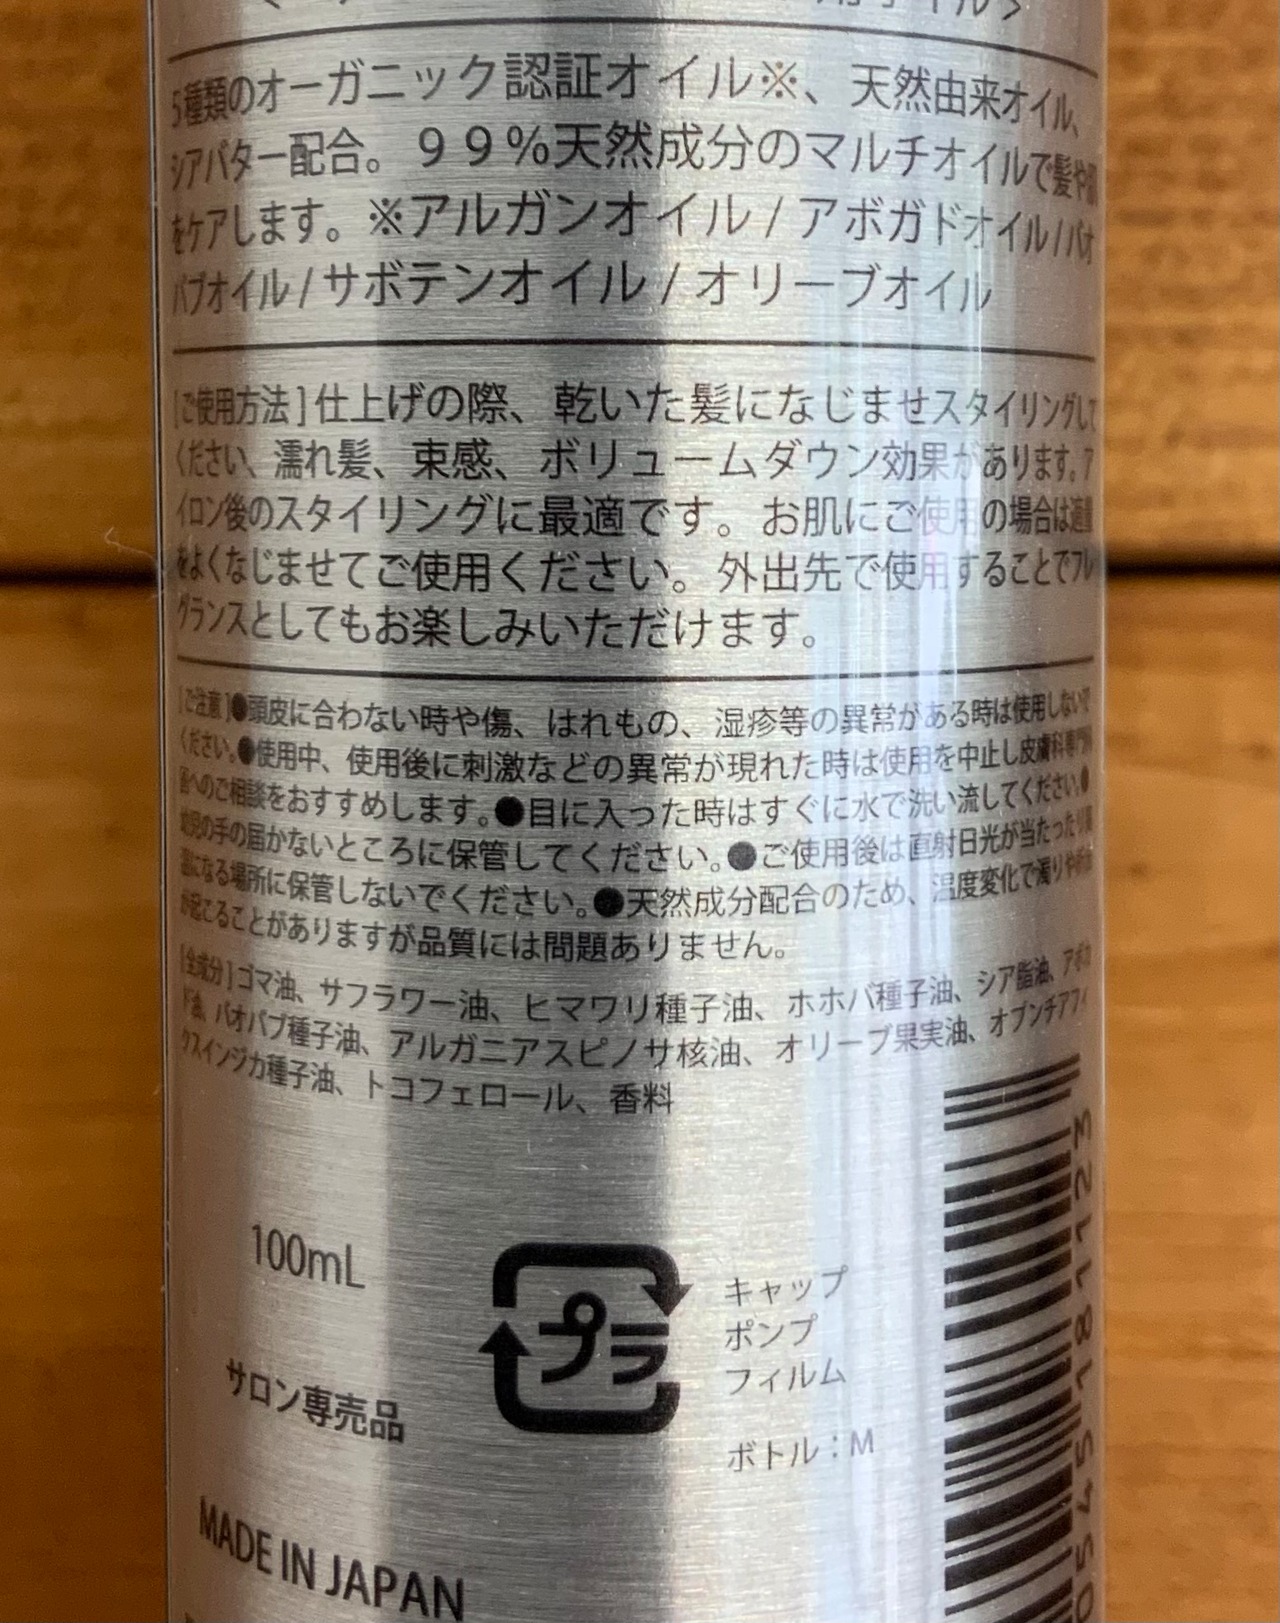 5種類のオーガニック認証オイル※、天然由来オイル、
シアバター配合。９９％天然成分のマルチオイルで髪や
をケアします。※アルガンオイル / アボガドオイル / バオ
バブオイル / サボテンオイル / オリーブオイル
[ご使用方法] 仕上げの際、乾いた髪になじませスタイリングして
ください、濡れ髪、束感、ボリュームダウン効果があります。ア
イロン後のスタイリングに最適です。お肌にご使用の場合は適量
をよくなじませてご使用ください。外出先で使用することでフレ
グランスとしてもお楽しみいただけます。
[ご注意]●頭皮に合わない時や傷、はれもの、湿疹等の異常がある時は使用しないで
ください。●使用中、使用後に刺激などの異常が現れた時は使用を中止し皮膚科専門
医へのご相談をおすすめします。●目に入った時はすぐに水で洗い流してください。●
幼児の手の届かないところに保管してください。●ご使用後は直射日光が当たったり高
温になる場所に保管しないでください。●天然成分配合のため、温度変化で濁りや
が起こることがありますが品質には問題ありません。
[全成分] ゴマ油、サフラワー油、ヒマワリ種子油、ホホバ種子油、シア脂油、アボカ
ド油、バオバブ種子油、アルガニアスピノサ核油、オリーブ果実油、オプンチアフィ
クスインジカ種子油、トコフェロール、香料
100mL
プラ
キャップ
ポンプ
フィルム
ボトル：M
サロン専売品
MADE IN JAPAN